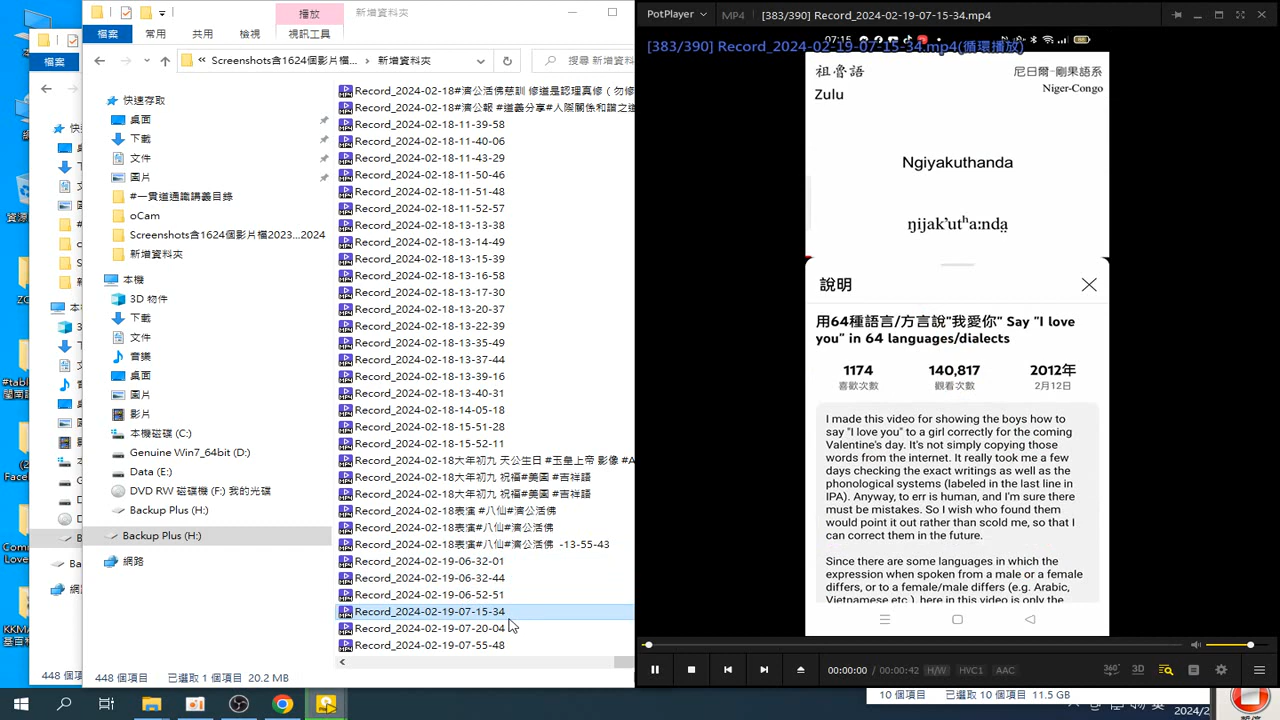 播放
新增資料夾
檔案
常用
共用
檢視
視訊工具
檔案
« Screenshots含1624個影片檔... › 新增資料夾
搜尋 新增資料
快速存取
桌面
下載
文件
圖片
#一貫道通識講義目錄
oCam
Screenshots含1624個影片檔2023...2024
新增資料夾
本機
3D 物件
下載
文件
音樂
桌面
圖片
影片
本機磁碟 (C:)
Genuine Win7_64bit (D:)
Data (E:)
DVD RW 磁碟機 (F:) 我的光碟
Backup Plus (H:)
Backup Plus (H:)
網路
Record_2024-02-18#濟公活佛慈訓 修道是認理真修（勿修
Record_2024-02-18#濟公報 #道義分享#人際關係和諧之道
Record_2024-02-18-11-39-58
Record_2024-02-18-11-40-06
Record_2024-02-18-11-43-29
Record_2024-02-18-11-50-46
Record_2024-02-18-11-51-48
Record_2024-02-18-11-52-57
Record_2024-02-18-13-13-38
Record_2024-02-18-13-14-49
Record_2024-02-18-13-15-39
Record_2024-02-18-13-16-58
Record_2024-02-18-13-17-30
Record_2024-02-18-13-20-37
Record_2024-02-18-13-22-39
Record_2024-02-18-13-35-49
Record_2024-02-18-13-37-44
Record_2024-02-18-13-39-16
Record_2024-02-18-13-40-31
Record_2024-02-18-14-05-18
Record_2024-02-18-15-51-28
Record_2024-02-18-15-52-11
Record_2024-02-18大年初九 天公生日 #玉皇上帝 影像 #A
Record_2024-02-18大年初九 祝福#美圖 #吉祥語
Record_2024-02-18大年初九 祝福#美圖 #吉祥語
Record_2024-02-18表演 #八仙#濟公活佛
Record_2024-02-18表演#八仙#濟公活佛
Record_2024-02-18表演#八仙#濟公活佛 -13-55-43
Record_2024-02-19-06-32-01
Record_2024-02-19-06-32-44
Record_2024-02-19-06-52-51
Record_2024-02-19-07-15-34
Record_2024-02-19-07-20-04
Record_2024-02-19-07-55-48
448 個項目
448 個項目 已選取 1 個項目 20.2 MB
PotPlayer
MP4
[383/390] Record_2024-02-19-07-15-34.mp4
07:15
[383/390] Record_2024-02-19-07-15-34.mp4(循環播放)
祖魯語
尼日爾-剛果語系
Zulu
Niger-Congo
Ngiyakuthanda
ŋijak’utʰa:nda̤
說明
用64種語言/方言說"我愛你" Say "I love
you" in 64 languages/dialects
1174
140,817
2012年
喜歡次數
觀看次數
2月12日
I made this video for showing the boys how to
say "I love you" to a girl correctly for the coming
Valentine's day. It's not simply copying those
words from the internet. It really took me a few
days checking the exact writings as well as the
phonological systems (labeled in the last line in
IPA). Anyway, to err is human, and I'm sure there
must be mistakes. So I wish who found them
would point it out rather than scold me, so that I
can correct them in the future.
Since there are some languages in which the
expression when spoken from a male or a female
differs, or to a female/male differs (e.g. Arabic,
Vietnamese etc.), here in this video is only the
00:00:00 / 00:00:42 H/W HVC1 AAC
360°
3D
10 個項目 已選取 10 個項目 11.5 GB
2024/2